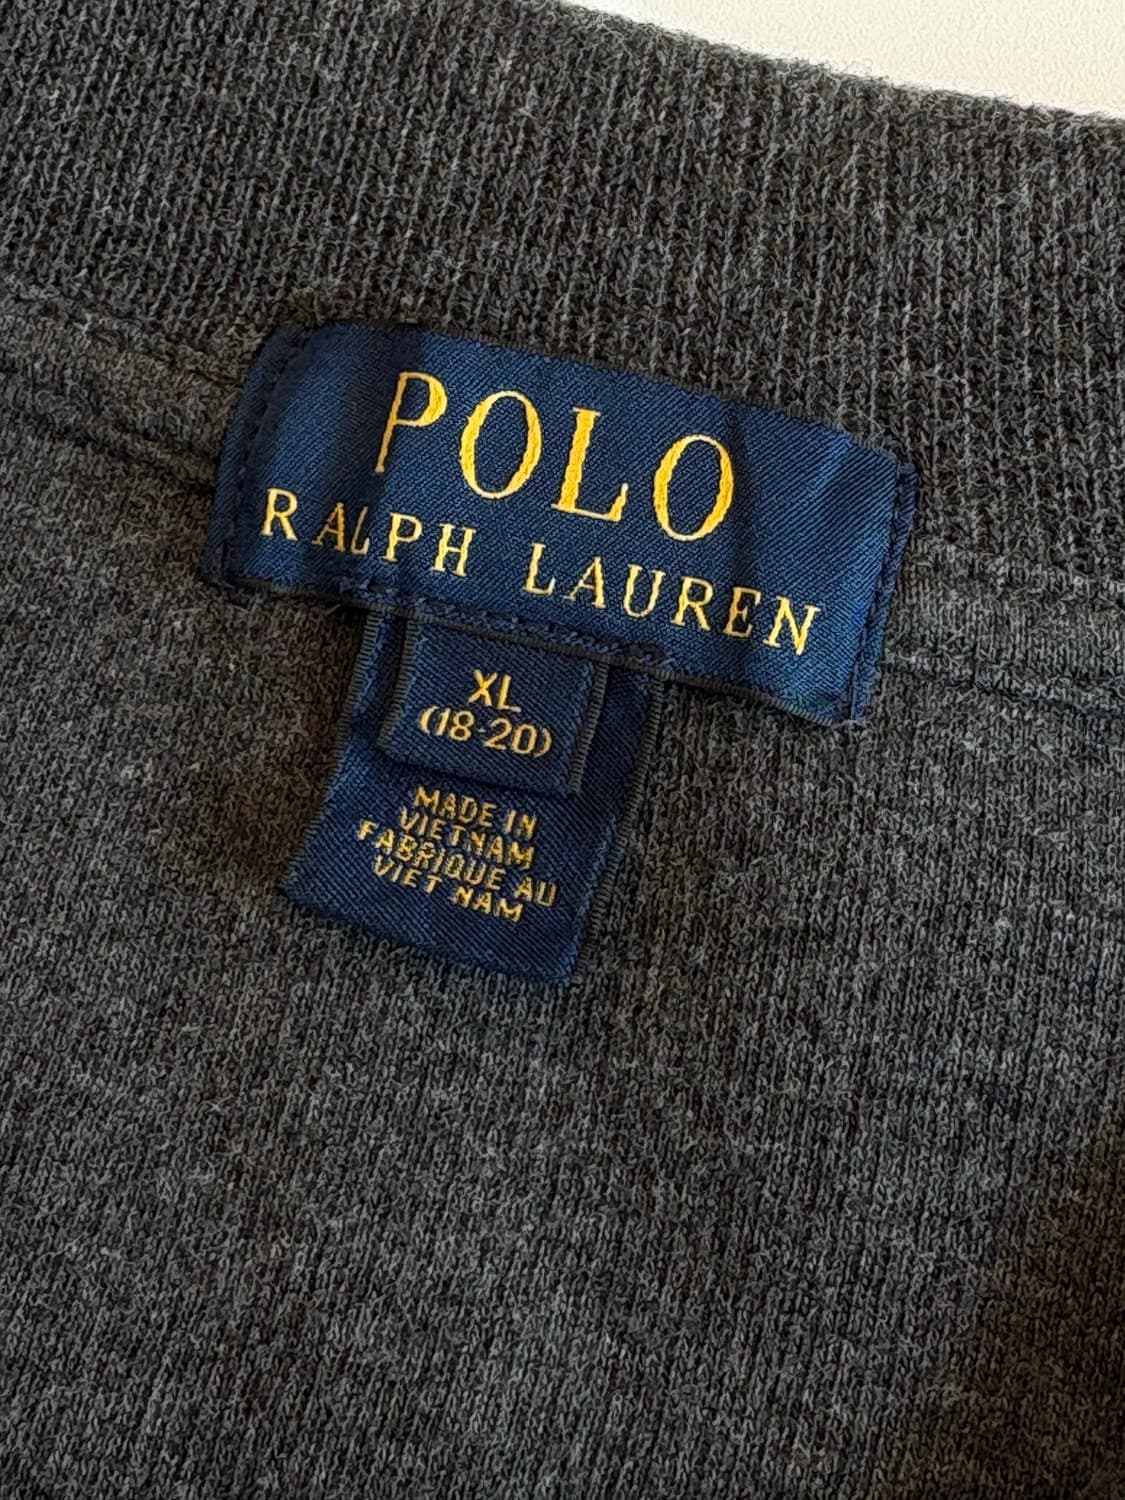 POLO
RALPH LAUREN
XL
(18-20)
MADE IN
VIETNAM
FABRIQUE AU
VIET NAM